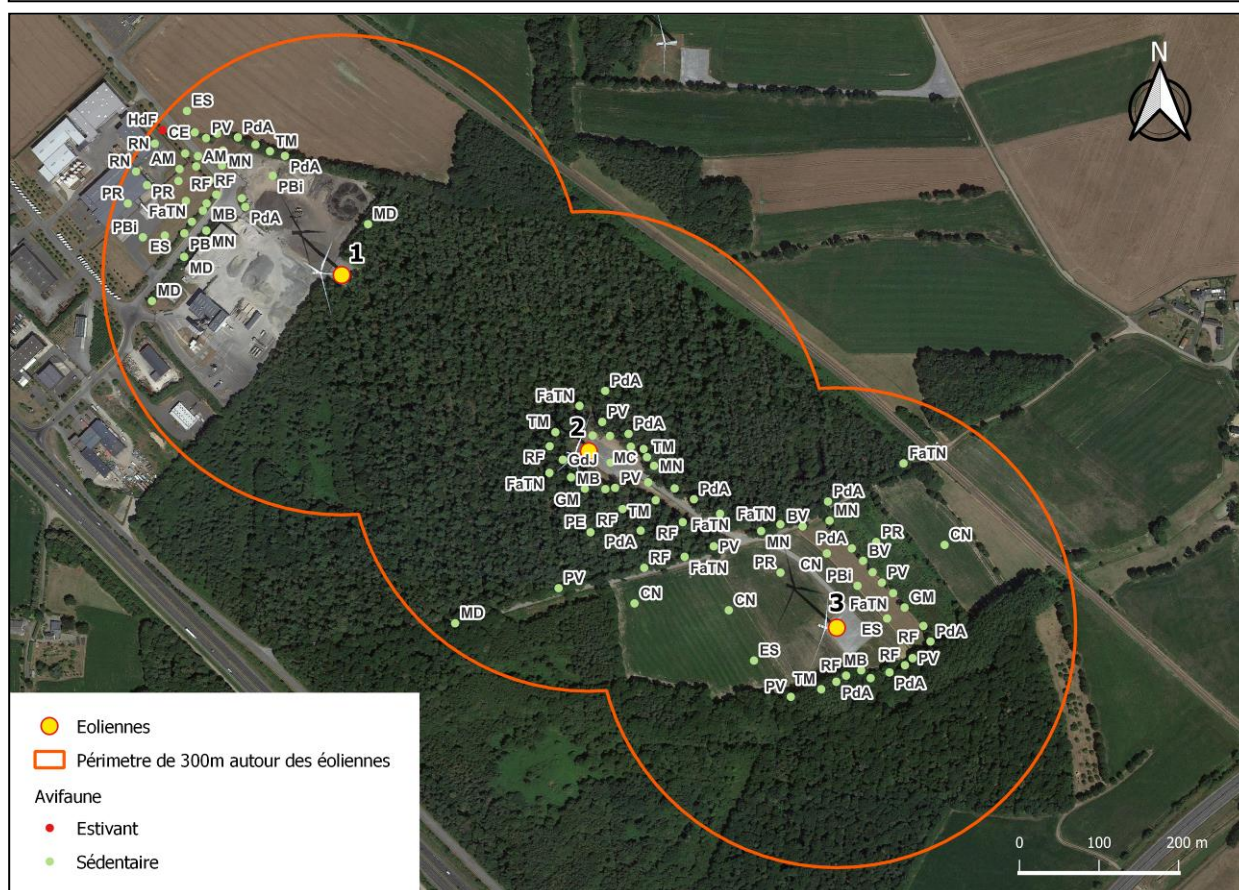 N
ES
HdF
CE
PV
PdA
TM
RN
AM
AM
MN
PdA
RN
RF
RF
PBi
PR
PR
FaTN
MB
PdA
MD
PBi
ES
PB
MN
MD
MD
1
PdA
FaTN
PV
TM
2
PdA
TM
RF
GdJ
MC
MN
FaTN
FaTN
MB
PV
GM
PdA
PdA
TM
RF
FaTN
FaTN
BV
MN
PE
PdA
RF
MN
PR
CN
PV
PdA
BV
RF
FaTN
PR
CN
PBi
PV
PV
CN
CN
FaTN
GM
3
MD
ES
RF
PdA
ES
RF
MB
RF
PV
TM
PV
PdA
PdA
Eoliennes
Périmetre de 300m autour des éoliennes
Avifaune
Estivant
Sédentaire
0 100 200 m